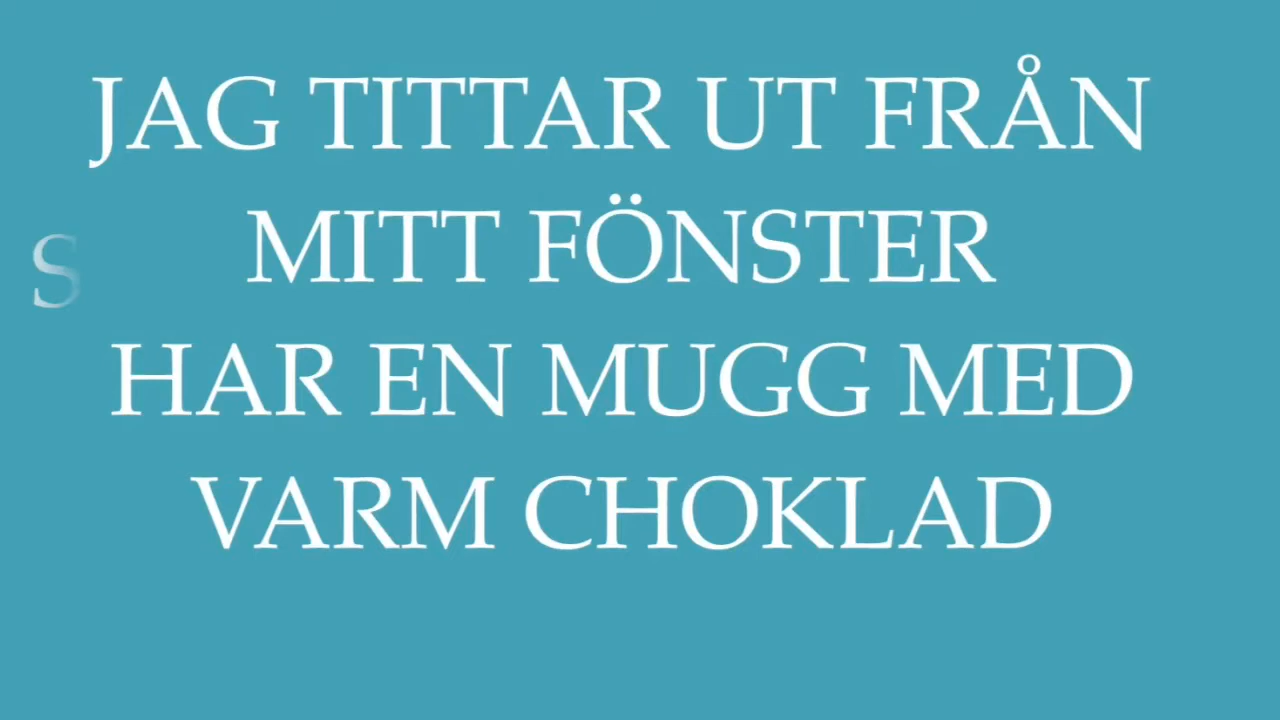 JAG TITTAR UT FRÅN
MITT FÖNSTER
S
HAR EN MUGG MED
VARM CHOKLAD